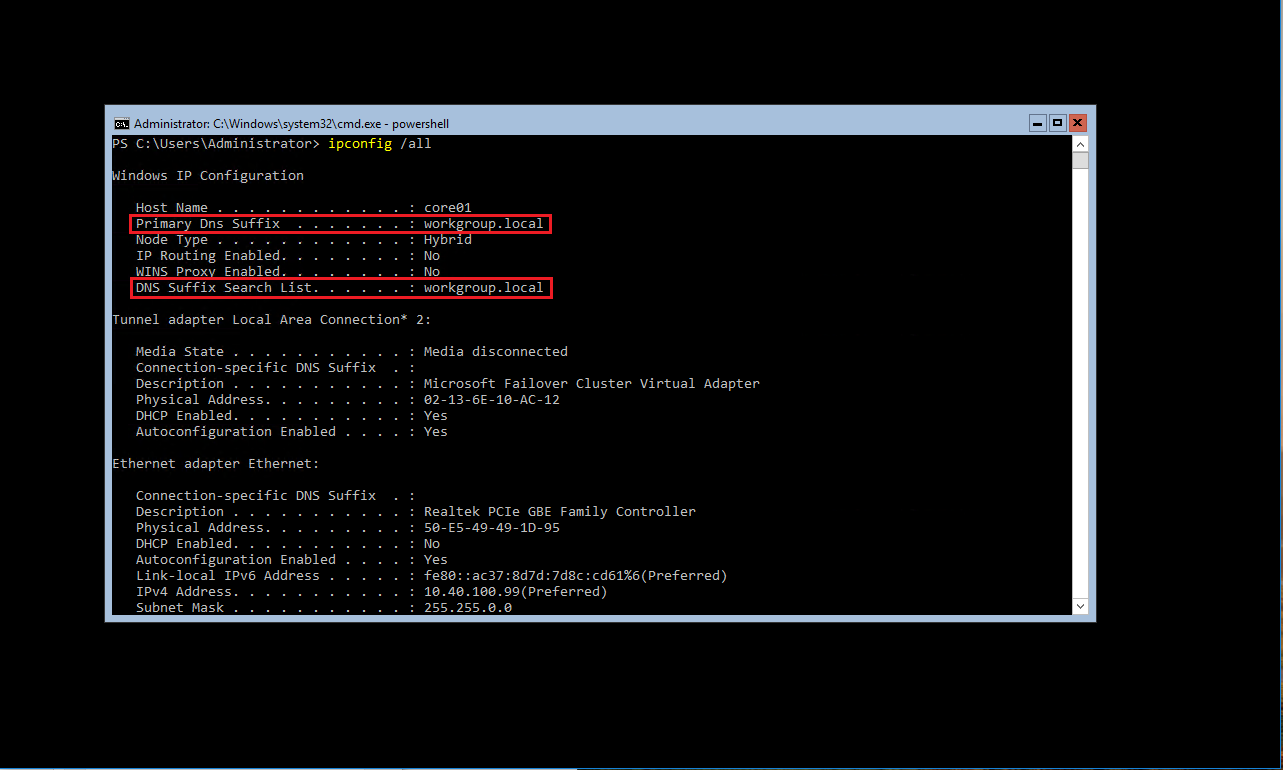 Administrator: C:\Windows\system32\cmd.exe - powershell
PS C:\Users\Administrator> ipconfig /all
Windows IP Configuration
Host Name . . . . . . . . . . . . : core01
Primary Dns Suffix  . . . . . . . : workgroup.local
Node Type . . . . . . . . . . . . : Hybrid
IP Routing Enabled. . . . . . . . : No
WINS Proxy Enabled. . . . . . . . : No
DNS Suffix Search List. . . . . . : workgroup.local
Tunnel adapter Local Area Connection* 2:
Media State . . . . . . . . . . . : Media disconnected
Connection-specific DNS Suffix  . :
Description . . . . . . . . . . . : Microsoft Failover Cluster Virtual Adapter
Physical Address. . . . . . . . . : 02-13-6E-10-AC-12
DHCP Enabled. . . . . . . . . . . : Yes
Autoconfiguration Enabled . . . . : Yes
Ethernet adapter Ethernet:
Connection-specific DNS Suffix  . :
Description . . . . . . . . . . . : Realtek PCIe GBE Family Controller
Physical Address. . . . . . . . . : 50-E5-49-49-1D-95
DHCP Enabled. . . . . . . . . . . : No
Autoconfiguration Enabled . . . . : Yes
Link-local IPv6 Address . . . . . : fe80::ac37:8d7d:7d8c:cd61%6(Preferred)
IPv4 Address. . . . . . . . . . . : 10.40.100.99(Preferred)
Subnet Mask . . . . . . . . . . . : 255.255.0.0